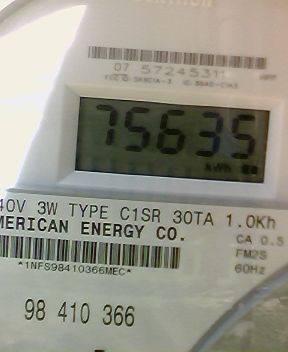 07 57245311
75635
kWh
40V 3W TYPE C1SR 30TA 1.0Kh
MERICAN ENERGY CO.
CA 0.5
FM2S
60Hz
*1NFS98410366MEC*
98 410 366